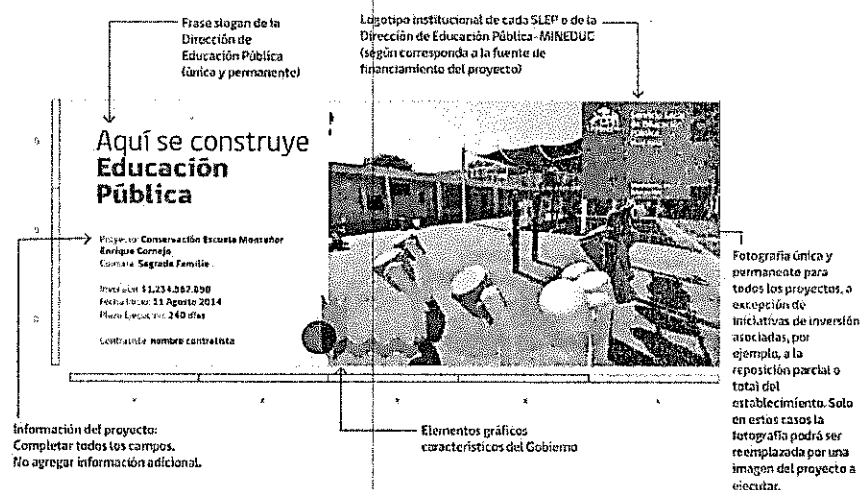 Frase slogan de la
Dirección de
Educación Pública
(única y permanente)
Logotipo institucional de cada SLEP o de la
Dirección de Educación Pública - MINEDUC
(según corresponda a la fuente de
financiamiento del proyecto)
Aquí se construye
Educación
Pública
Proyecto: Conservación Escuela Monseñor
Enrique Cornejo
Comuna: Sagrada Familia
Inversión: $1.234.567.890
Fecha Inicio: 11 Agosto 2014
Plazo Ejecución: 240 días
Contratista: nombre contratista
Fotografía única y
permanente para
todos los proyectos, a
excepción de
iniciativas de inversión
asociadas, por
ejemplo, a la
reposición parcial o
total del
establecimiento. Solo
en estos casos la
fotografía podrá ser
reemplazada por una
imagen del proyecto a
ejecutar.
Información del proyecto:
Completar todos los campos.
No agregar información adicional.
Elementos gráficos
característicos del Gobierno
x x x x x